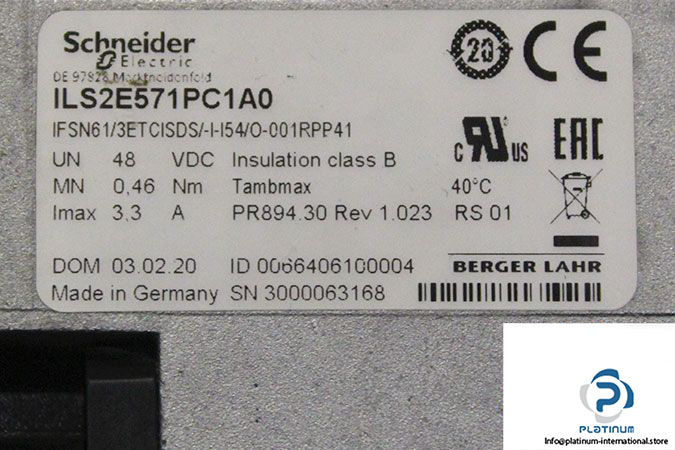 Schneider
Electric
DE 97828 Marktheidenfeld
ILS2E571PC1A0
IFSN61/3ETCISDS/-I-I54/O-001RPP41
UN 48 VDC Insulation class B
MN 0,46 Nm Tambmax 40°C
Imax 3,3 A PR894.30 Rev 1.023 RS 01
DOM 03.02.20 ID 0066406100004
Made in Germany SN 3000063168
20 CE
c RU US EAC
BERGER LAHR
PLATINUM
Info@platinum-international.store